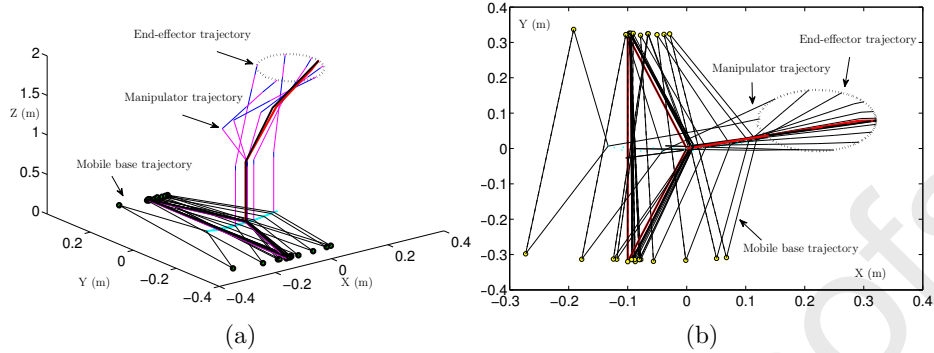 End-effector trajectory
2
1.5
Z (m)
Manipulator trajectory
1
Mobile base trajectory
0.5
0
0.2
0
−0.2
−0.4
Y (m)
−0.4
−0.2
0
0.2
0.4
X (m)
(a)
0.4
Y (m)
End-effector trajectory
0.3
Manipulator trajectory
0.2
0.1
0
−0.1
−0.2
Mobile base trajectory
−0.3
X (m)
−0.4
−0.3
−0.2
−0.1
0
0.1
0.2
0.3
0.4
(b)